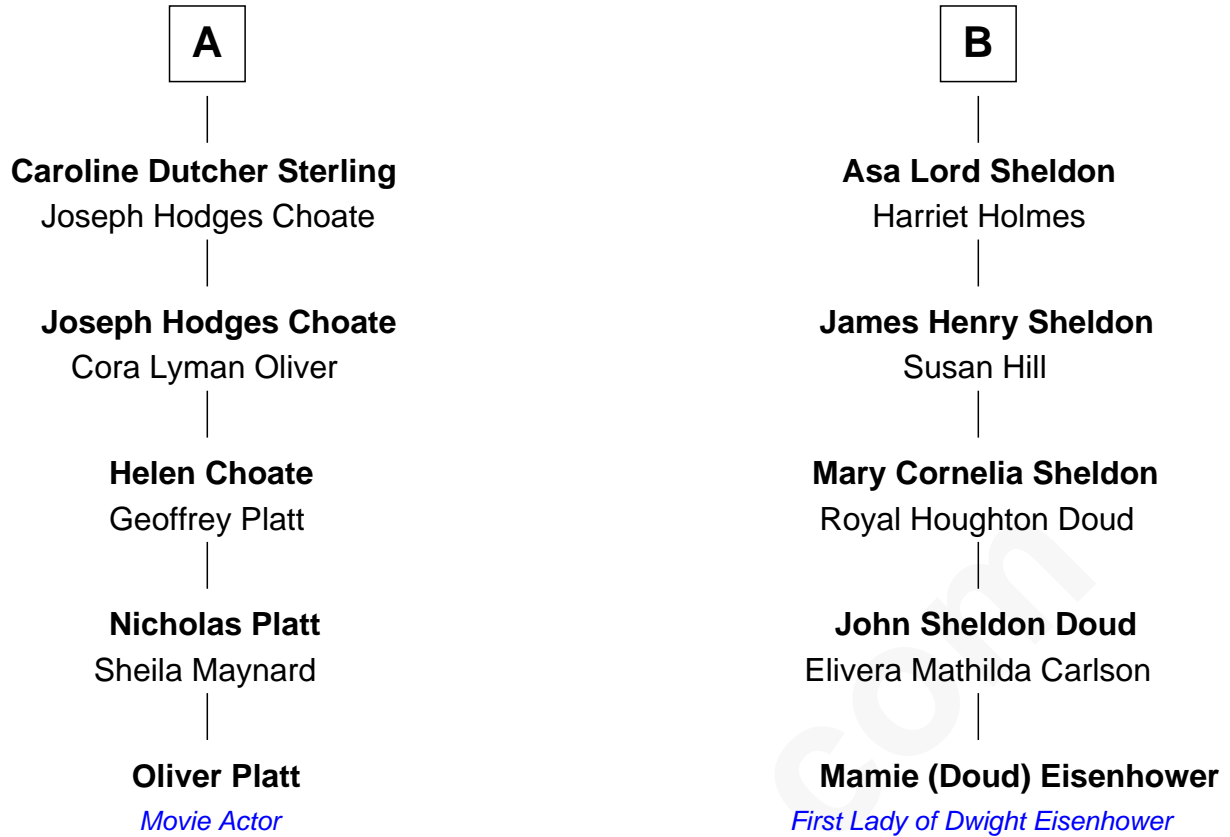 A
Caroline Dutcher Sterling
Joseph Hodges Choate
Joseph Hodges Choate
Cora Lyman Oliver
Helen Choate
Geoffrey Platt
Nicholas Platt
Sheila Maynard
Oliver Platt
Movie Actor
B
Asa Lord Sheldon
Harriet Holmes
James Henry Sheldon
Susan Hill
Mary Cornelia Sheldon
Royal Houghton Doud
John Sheldon Doud
Elivera Mathilda Carlson
Mamie (Doud) Eisenhower
First Lady of Dwight Eisenhower
com